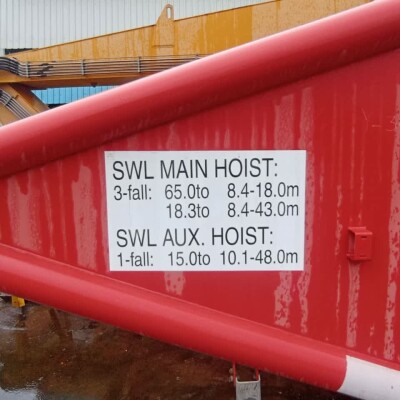 SWL MAIN HOIST:
3-fall: 65.0to 8.4-18.0m
18.3to 8.4-43.0m
SWL AUX. HOIST:
1-fall: 15.0to 10.1-48.0m